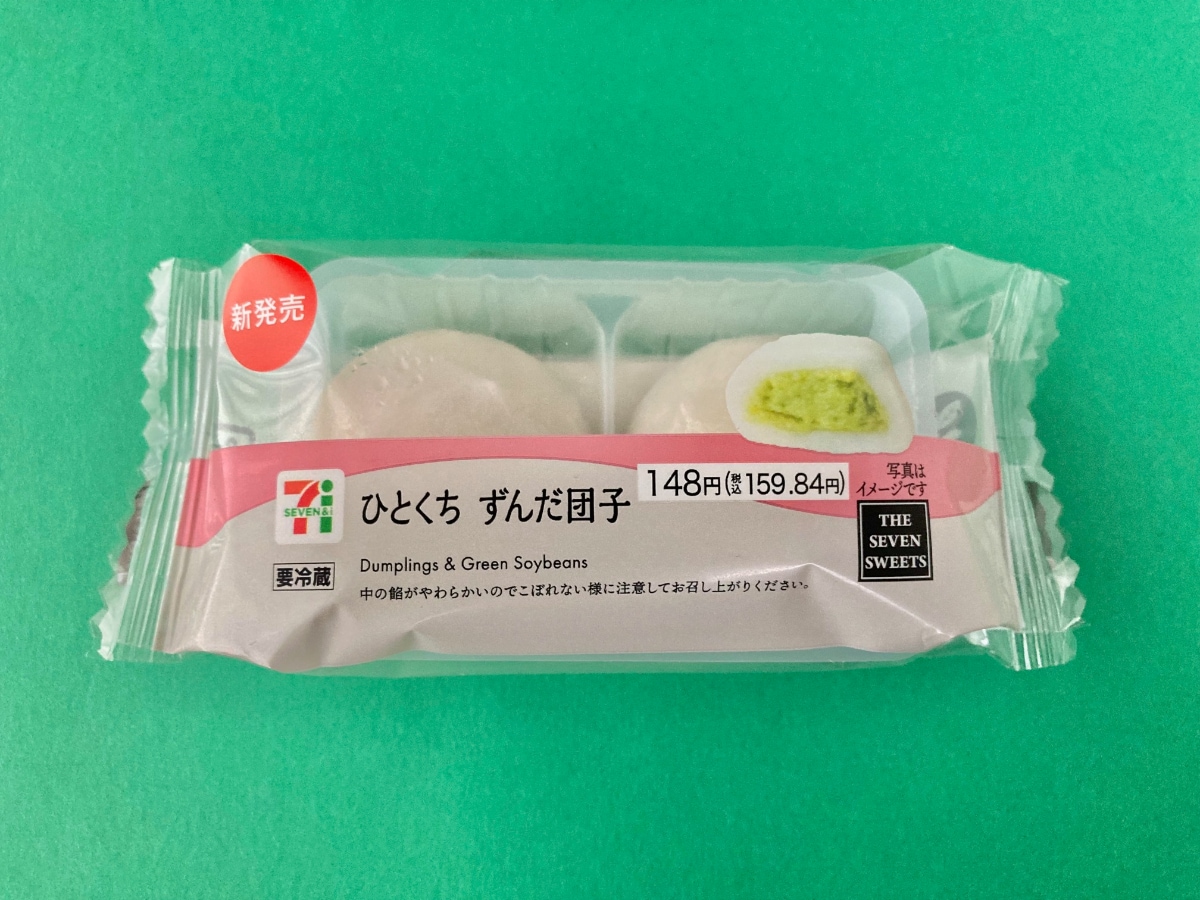 新発売
SEVEN&i
ひとくち ずんだ団子
148円(税込159.84円)
写真は
イメージです
THE
SEVEN
SWEETS
要冷蔵
Dumplings & Green Soybeans
中の餡がやわらかいのでこぼれない様に注意してお召し上がりください。